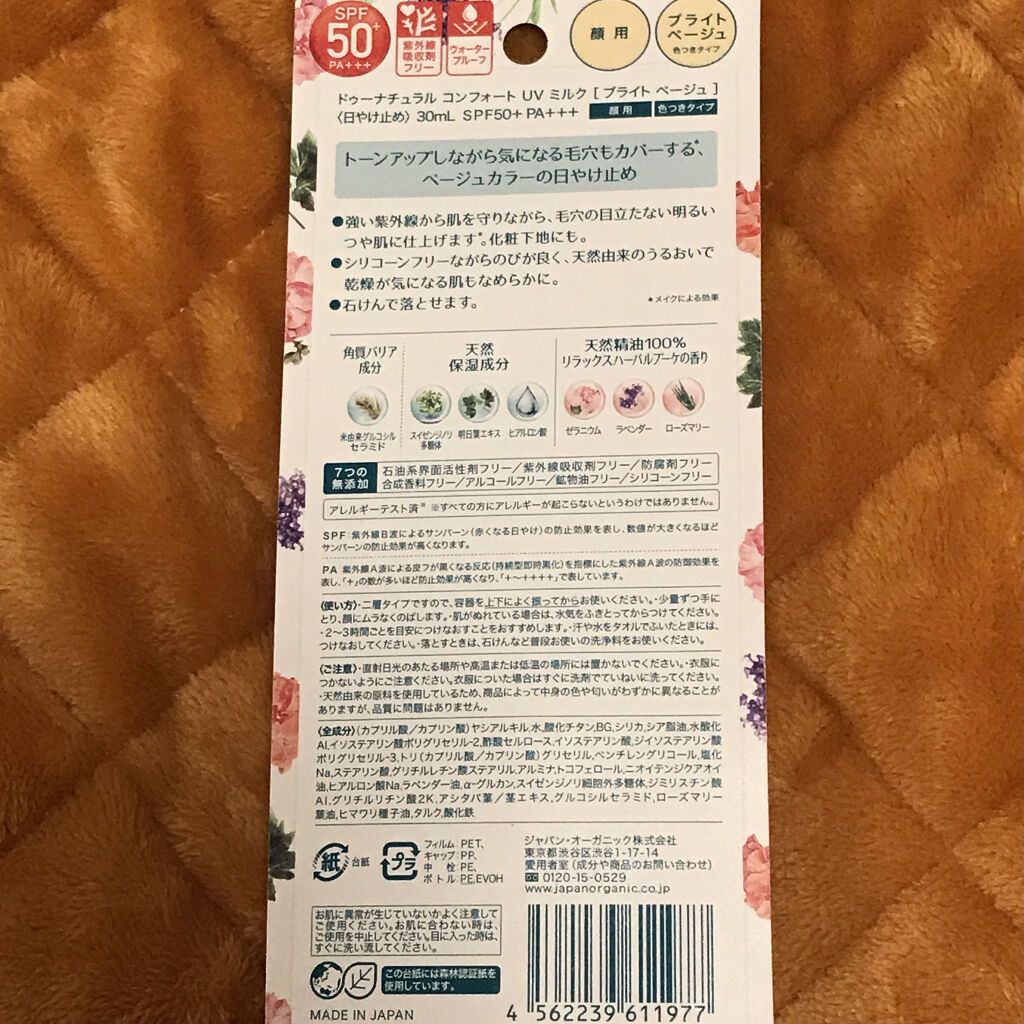 SPF
50+
PA+++
紫外線
吸収剤
フリー
ウォーター
プルーフ
顔用
ブライト
ベージュ
色つきタイプ
ドゥーナチュラル コンフォート UV ミルク [ ブライト ベージュ ]
〈日やけ止め〉 30mL SPF50+ PA+++ 顔用 色つきタイプ
トーンアップしながら気になる毛穴もカバーする*、
ベージュカラーの日やけ止め
●強い紫外線から肌を守りながら、毛穴の目立たない明るい
つや肌に仕上げます*。化粧下地にも。
●シリコーンフリーながらのびが良く、天然由来のうるおいで
乾燥が気になる肌もなめらかに。
●石けんで落とせます。
*メイクによる効果
角質バリア
成分
米由来グルコシル
セラミド
天然
保湿成分
スイゼンジノリ
多糖体
明日葉エキス
ヒアルロン酸
天然精油100%
リラックスハーバルブーケの香り
ゼラニウム
ラベンダー
ローズマリー
7つの
無添加
石油系界面活性剤フリー／紫外線吸収剤フリー／防腐剤フリー
合成香料フリー／アルコールフリー／鉱物油フリー／シリコーンフリー
アレルギーテスト済※ ※すべての方にアレルギーが起こらないというわけではありません。
SPF 紫外線B波によるサンバーン(赤くなる日やけ)の防止効果を表し、数値が大きくなるほど
サンバーンの防止効果が高くなります。
PA 紫外線A波による皮フが黒くなる反応(持続型即時黒化)を指標にした紫外線A波の防御効果を
表し、「+」の数が多いほど防止効果が高くなり、「+〜++++」で表しています。
〈使い方〉・二層タイプですので、容器を上下によく振ってからお使いください。・少量ずつ手に
とり、顔にムラなくのばします。・肌がぬれている場合は、水気をふきとってからつけてください。
・2〜3時間ごとを目安につけなおすことをおすすめします。・汗や水をタオルでふいたときには、
つけなおしてください。・落とすときは、石けんなど普段お使いの洗浄料をお使いください。
〈ご注意〉・直射日光のあたる場所や高温または低温の場所には置かないでください。・衣服に
つかないようにご注意ください。衣服についた場合はすぐに洗剤でていねいに洗ってください。
・天然由来の原料を使用しているため、商品によって中身の色や匂いがわずかに異なることが
ありますが、品質に問題はありません。
〈全成分〉(カプリル酸／カプリン酸)ヤシアルキル,水,酸化チタン,BG,シリカ,シア脂油,水酸化
Al,イソステアリン酸ポリグリセリル-2,酢酸セルロース,イソステアリン酸,ジイソステアリン酸
ポリグリセリル-3,トリ(カプリル酸／カプリン酸)グリセリル,ペンチレングリコール,塩化
Na,ステアリン酸,グリチルレチン酸ステアリル,アルミナ,トコフェロール,ニオイテンジクアオイ
油,ヒアルロン酸Na,ラベンダー油,α-グルカン,スイゼンジノリ細胞外多糖体,ジミリスチン酸
Al,グリチルリチン酸2K,アシタバ葉／茎エキス,グルコシルセラミド,ローズマリー
葉油,ヒマワリ種子油,タルク,酸化鉄
紙 台紙
プラ
フィルム:PET,
キャップ:PP,
中 栓:PE,
ボトル:PE,EVOH
ジャパン・オーガニック株式会社
東京都渋谷区渋谷1-17-14
愛用者室(成分や商品のお問い合わせ)
0120-15-0529
www.japanorganic.co.jp
お肌に異常が生じていないかよく注意して
ご使用ください。お肌に合わない時は、
ご使用を中止してください。目に入った時は、
すぐに洗い流してください。
この台紙には森林認証紙を
使用しています。
MADE IN JAPAN
4 562239 611977